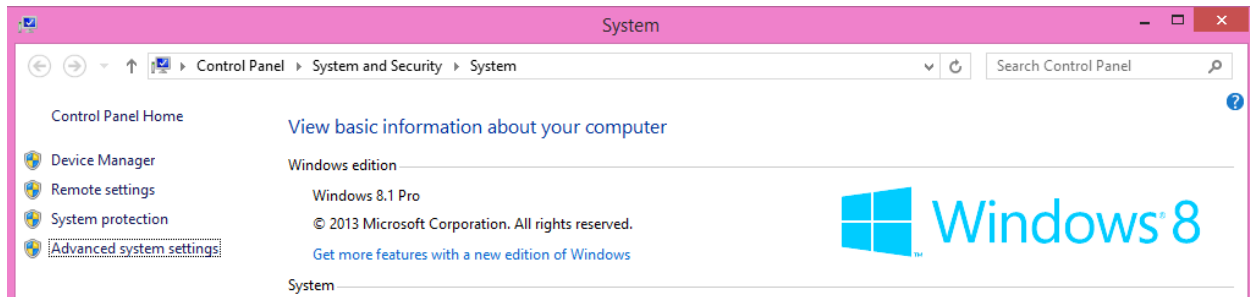 System
Control Panel System and Security System
Search Control Panel
Control Panel Home
View basic information about your computer
Device Manager
Windows edition
Remote settings
Windows 8.1 Pro
System protection
© 2013 Microsoft Corporation. All rights reserved.
Windows® 8
Advanced system settings
Get more features with a new edition of Windows
System